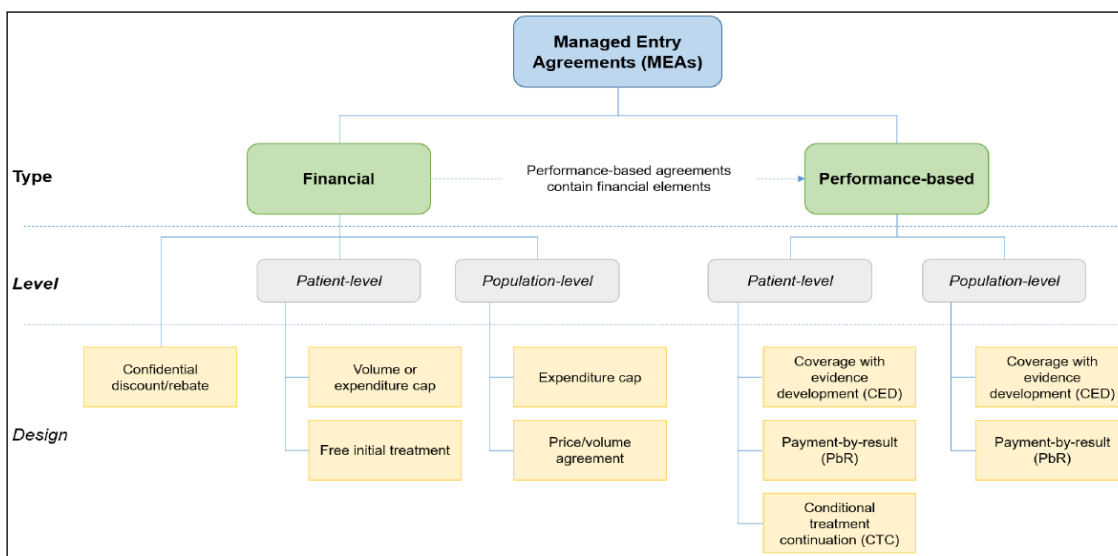 Managed Entry
Agreements (MEAs)
Type
Financial
Performance-based agreements
contain financial elements
Performance-based
Level
Patient-level
Population-level
Patient-level
Population-level
Design
Confidential
discount/rebate
Volume or
expenditure cap
Expenditure cap
Coverage with
evidence
development (CED)
Coverage with
evidence
development (CED)
Free initial treatment
Price/volume
agreement
Payment-by-result
(PbR)
Payment-by-result
(PbR)
Conditional
treatment
continuation (CTC)